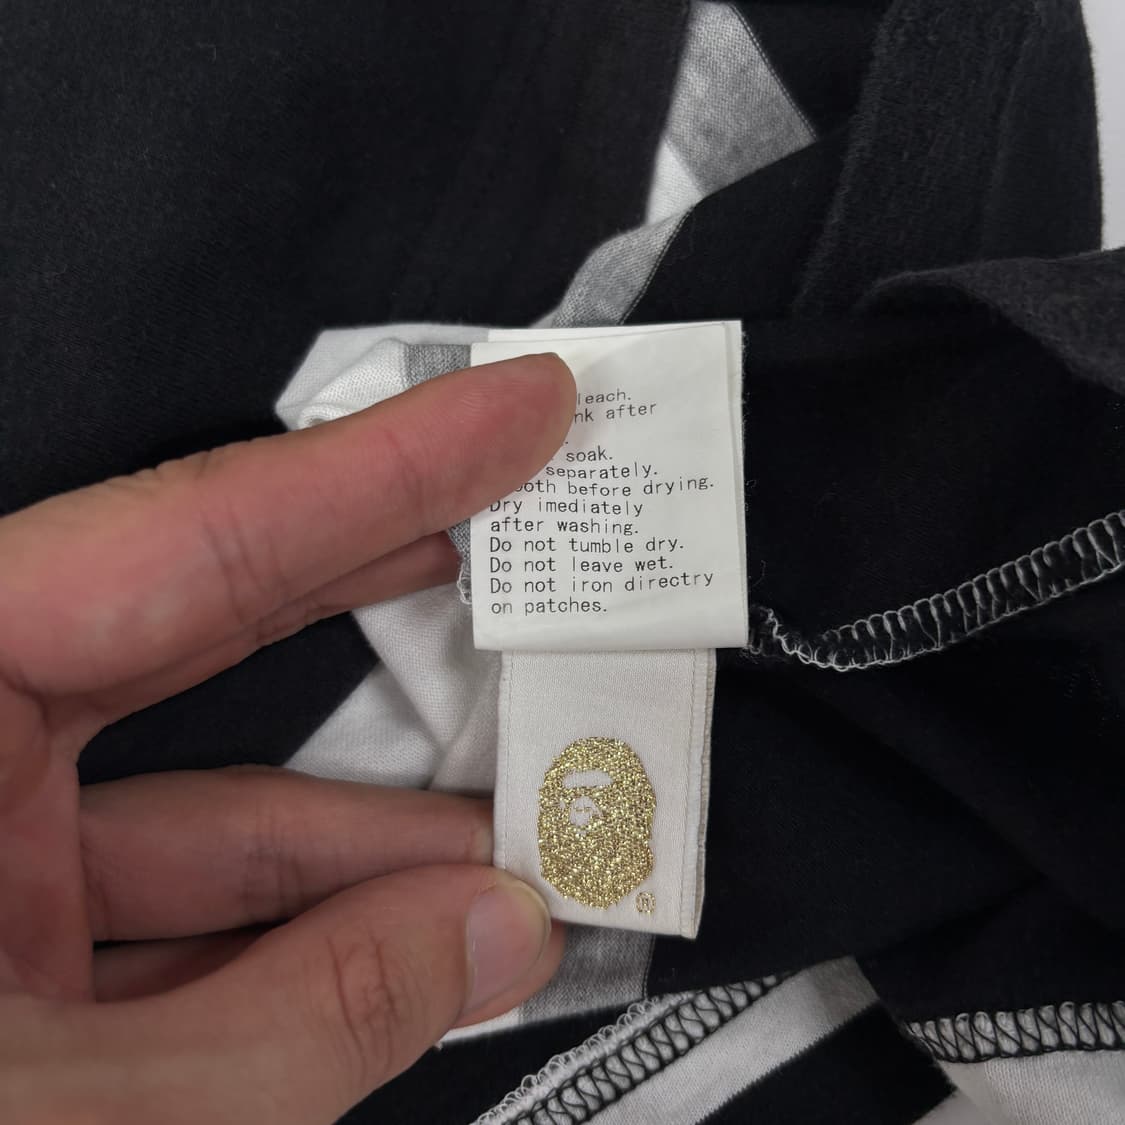 leach.
nk after
soak.
separately.
ooth before drying.
Dry imediately
after washing.
Do not tumble dry.
Do not leave wet.
Do not iron directry
on patches.
®